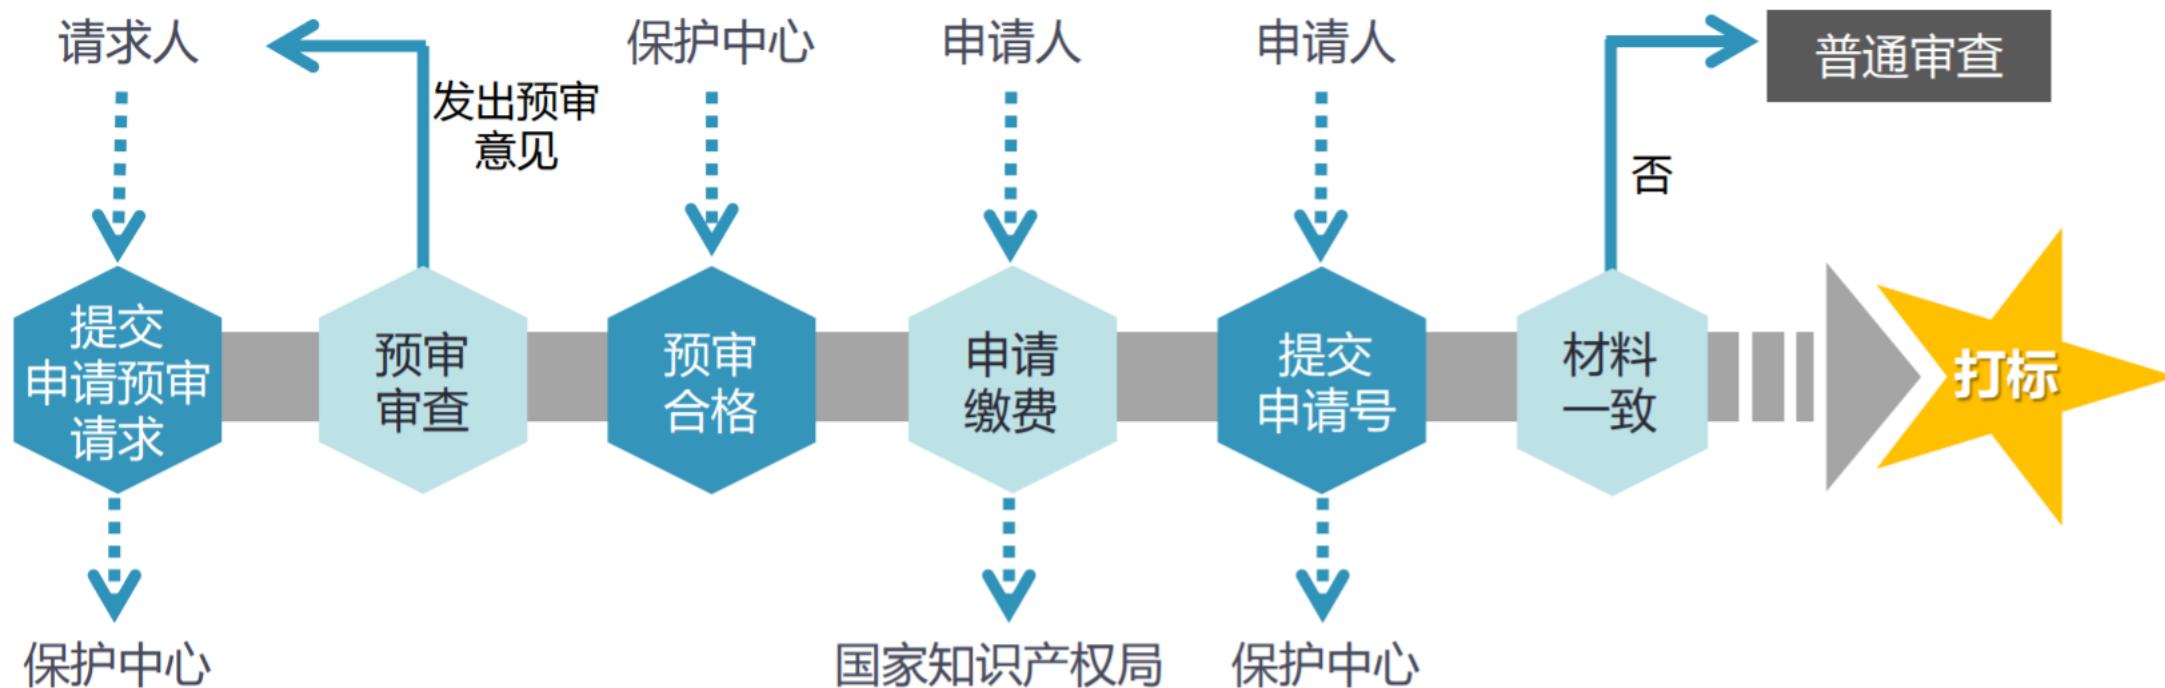 请求人
保护中心
申请人
申请人
普通审查
发出预审
意见
否
提交
申请预审
请求
预审
审查
预审
合格
申请
缴费
提交
申请号
材料
一致
打标
保护中心
国家知识产权局
保护中心